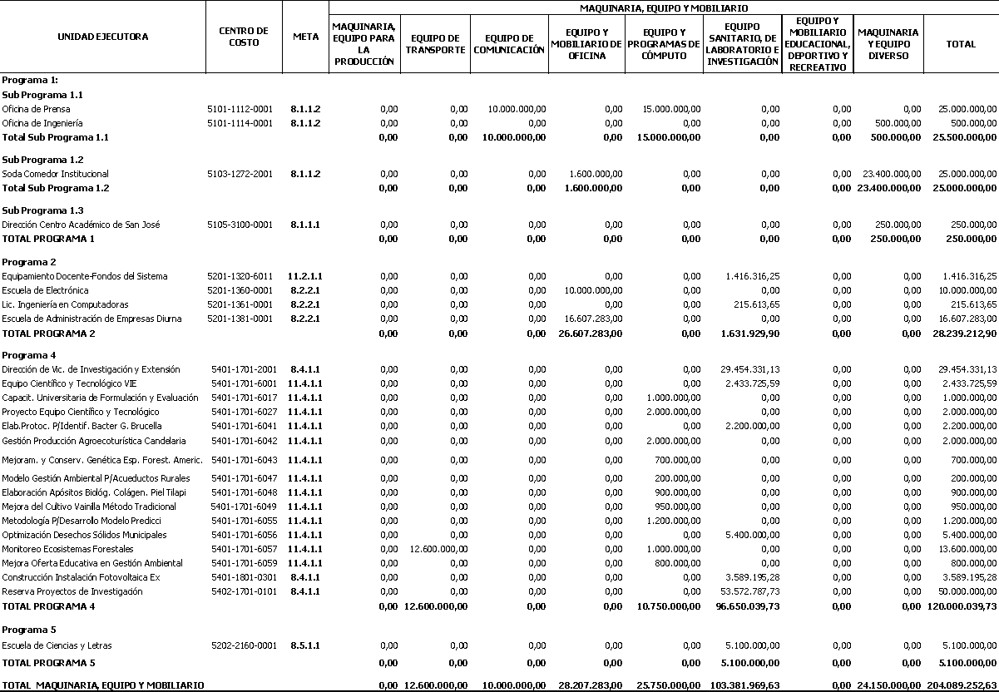 MAQUINARIA, EQUIPO Y MOBILIARIO
UNIDAD EJECUTORA CENTRO DE COSTO META MAQUINARIA, EQUIPO PARA LA PRODUCCIÓN EQUIPO DE TRANSPORTE EQUIPO DE COMUNICACIÓN EQUIPO Y MOBILIARIO DE OFICINA EQUIPO Y PROGRAMAS DE CÓMPUTO EQUIPO SANITARIO, DE LABORATORIO E INVESTIGACIÓN EQUIPO Y MOBILIARIO EDUCACIONAL, DEPORTIVO Y RECREATIVO MAQUINARIA Y EQUIPO DIVERSO TOTAL
Programa 1:
Sub Programa 1.1
Oficina de Prensa 5101-1112-0001 8.1.1.2 0,00 0,00 10.000.000,00 0,00 15.000.000,00 0,00 0,00 0,00 25.000.000,00
Oficina de Ingeniería 5101-1114-0001 8.1.1.2 0,00 0,00 0,00 0,00 0,00 0,00 0,00 500.000,00 500.000,00
Total Sub Programa 1.1 0,00 0,00 10.000.000,00 0,00 15.000.000,00 0,00 0,00 500.000,00 25.500.000,00
Sub Programa 1.2
Soda Comedor Institucional 5103-1272-2001 8.1.1.2 0,00 0,00 0,00 1.600.000,00 0,00 0,00 0,00 23.400.000,00 25.000.000,00
Total Sub Programa 1.2 0,00 0,00 0,00 1.600.000,00 0,00 0,00 0,00 23.400.000,00 25.000.000,00
Sub Programa 1.3
Dirección Centro Académico de San José 5105-3100-0001 8.1.1.1 0,00 0,00 0,00 0,00 0,00 0,00 0,00 250.000,00 250.000,00
TOTAL PROGRAMA 1 0,00 0,00 0,00 0,00 0,00 0,00 0,00 250.000,00 250.000,00
Programa 2
Equipamiento Docente-Fondos del Sistema 5201-1320-6011 11.2.1.1 0,00 0,00 0,00 0,00 0,00 1.416.316,25 0,00 0,00 1.416.316,25
Escuela de Electrónica 5201-1360-0001 8.2.2.1 0,00 0,00 0,00 10.000.000,00 0,00 0,00 0,00 0,00 10.000.000,00
Lic. Ingeniería en Computadoras 5201-1361-0001 8.2.2.1 0,00 0,00 0,00 0,00 0,00 215.613,65 0,00 0,00 215.613,65
Escuela de Administración de Empresas Diurna 5201-1381-0001 8.2.2.1 0,00 0,00 0,00 16.607.283,00 0,00 0,00 0,00 0,00 16.607.283,00
TOTAL PROGRAMA 2 0,00 0,00 0,00 26.607.283,00 0,00 1.631.929,90 0,00 0,00 28.239.212,90
Programa 4
Dirección de Vic. de Investigación y Extensión 5401-1701-2001 8.4.1.1 0,00 0,00 0,00 0,00 0,00 29.454.331,13 0,00 0,00 29.454.331,13
Equipo Científico y Tecnológico VIE 5401-1701-6001 11.4.1.1 0,00 0,00 0,00 0,00 0,00 2.433.725,59 0,00 0,00 2.433.725,59
Capacit. Universitaria de Formulación y Evaluación 5401-1701-6017 11.4.1.1 0,00 0,00 0,00 0,00 1.000.000,00 0,00 0,00 0,00 1.000.000,00
Proyecto Equipo Científico y Tecnológico 5401-1701-6027 11.4.1.1 0,00 0,00 0,00 0,00 2.000.000,00 0,00 0,00 0,00 2.000.000,00
Elab.Protoc. P/Identif. Bacter G. Brucella 5401-1701-6041 11.4.1.1 0,00 0,00 0,00 0,00 0,00 2.200.000,00 0,00 0,00 2.200.000,00
Gestión Producción Agroecoturística Candelaria 5401-1701-6042 11.4.1.1 0,00 0,00 0,00 0,00 2.000.000,00 0,00 0,00 0,00 2.000.000,00
Mejoram. y Conserv. Genética Esp. Forest. Americ. 5401-1701-6043 11.4.1.1 0,00 0,00 0,00 0,00 700.000,00 0,00 0,00 0,00 700.000,00
Modelo Gestión Ambiental P/Acueductos Rurales 5401-1701-6047 11.4.1.1 0,00 0,00 0,00 0,00 200.000,00 0,00 0,00 0,00 200.000,00
Elaboración Apósitos Biológ. Colágen. Piel Tilapi 5401-1701-6048 11.4.1.1 0,00 0,00 0,00 0,00 900.000,00 0,00 0,00 0,00 900.000,00
Mejora del Cultivo Vainilla Método Tradicional 5401-1701-6049 11.4.1.1 0,00 0,00 0,00 0,00 950.000,00 0,00 0,00 0,00 950.000,00
Metodología P/Desarrollo Modelo Predicci 5401-1701-6055 11.4.1.1 0,00 0,00 0,00 0,00 1.200.000,00 0,00 0,00 0,00 1.200.000,00
Optimización Desechos Sólidos Municipales 5401-1701-6056 11.4.1.1 0,00 0,00 0,00 0,00 0,00 5.400.000,00 0,00 0,00 5.400.000,00
Monitoreo Ecosistemas Forestales 5401-1701-6057 11.4.1.1 0,00 12.600.000,00 0,00 0,00 1.000.000,00 0,00 0,00 0,00 13.600.000,00
Mejora Oferta Educativa en Gestión Ambiental 5401-1701-6059 11.4.1.1 0,00 0,00 0,00 0,00 800.000,00 0,00 0,00 0,00 800.000,00
Construcción Instalación Fotovoltaica Ex 5401-1801-0301 8.4.1.1 0,00 0,00 0,00 0,00 0,00 3.589.195,28 0,00 0,00 3.589.195,28
Reserva Proyectos de Investigación 5402-1701-0101 8.4.1.1 0,00 0,00 0,00 0,00 0,00 53.572.787,73 0,00 0,00 50.000.000,00
TOTAL PROGRAMA 4 0,00 12.600.000,00 0,00 0,00 10.750.000,00 96.650.039,73 0,00 0,00 120.000.039,73
Programa 5
Escuela de Ciencias y Letras 5202-2160-0001 8.5.1.1 0,00 0,00 0,00 0,00 0,00 5.100.000,00 0,00 0,00 5.100.000,00
TOTAL PROGRAMA 5 0,00 0,00 0,00 0,00 0,00 5.100.000,00 0,00 0,00 5.100.000,00
TOTAL MAQUINARIA, EQUIPO Y MOBILIARIO 0,00 12.600.000,00 10.000.000,00 28.207.283,00 25.750.000,00 103.381.969,63 0,00 24.150.000,00 204.089.252,63